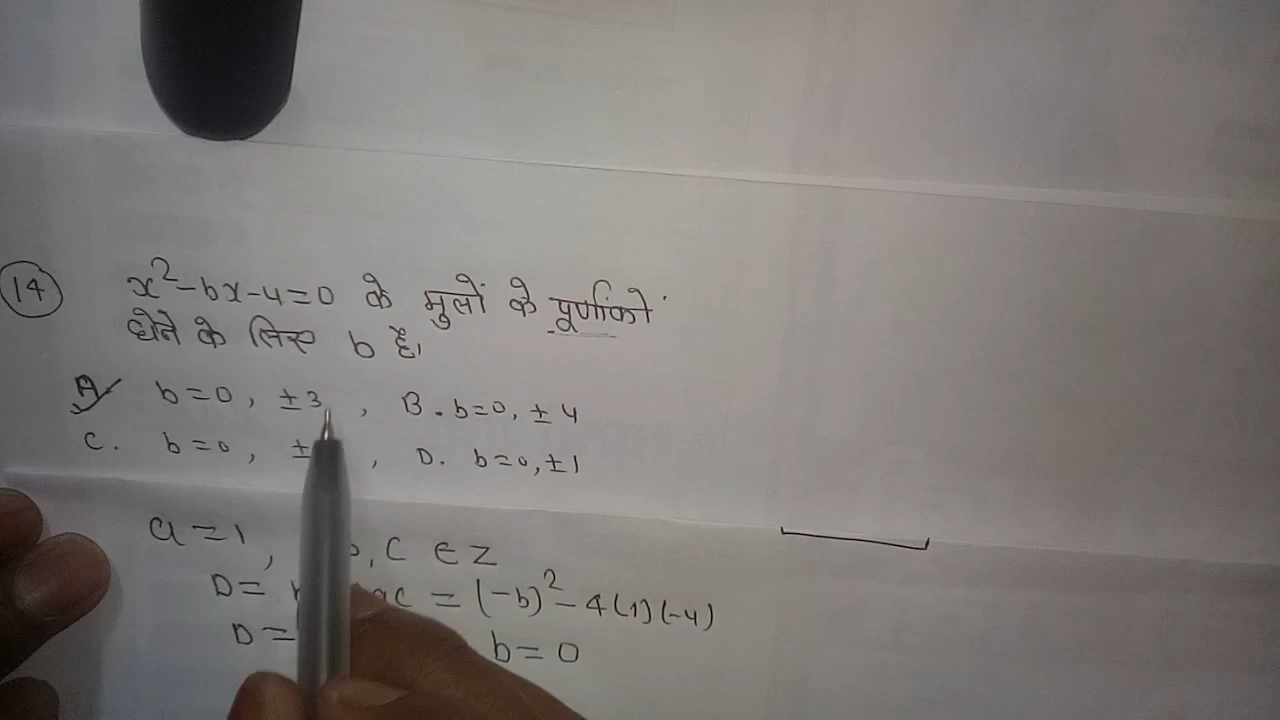 14 x²-bx-4=0 के मुलों के पूर्णांको
होने के लिए b है,
A b=0, ±3, B. b=0, ±4
C. b=0, ±, D. b=0, ±1
a=1, , C ∈ Z
D= = (-b)²-4(1)(-4)
D= b=0